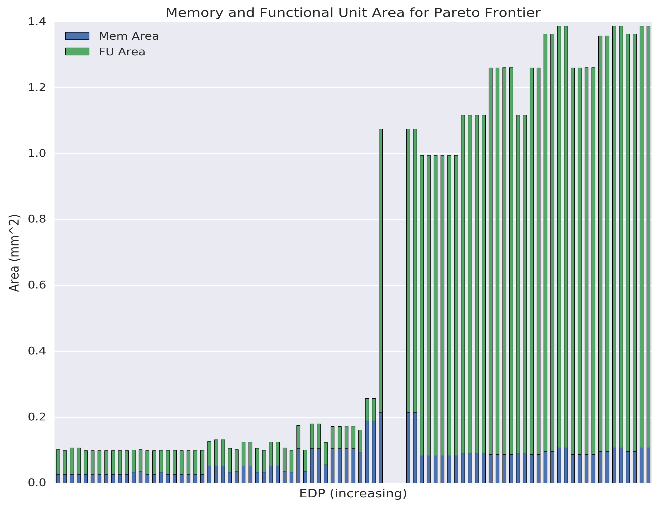 Memory and Functional Unit Area for Pareto Frontier
Mem Area
FU Area
1.4
1.2
1.0
0.8
0.6
0.4
0.2
0.0
Area (mm^2)
EDP (increasing)